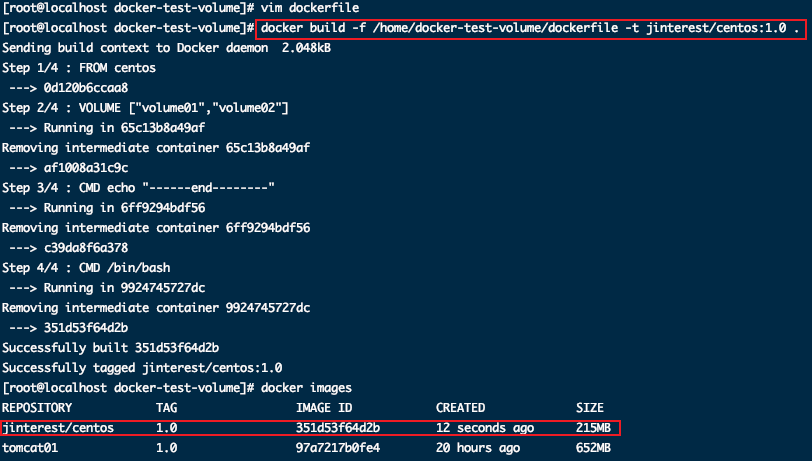 [root@localhost docker-test-volume]# vim dockerfile
[root@localhost docker-test-volume]# docker build -f /home/docker-test-volume/dockerfile -t jinterest/centos:1.0 .
Sending build context to Docker daemon  2.048kB
Step 1/4 : FROM centos
 ---> 0d120b6ccaa8
Step 2/4 : VOLUME ["volume01","volume02"]
 ---> Running in 65c13b8a49af
Removing intermediate container 65c13b8a49af
 ---> af1008a31c9c
Step 3/4 : CMD echo "------end--------"
 ---> Running in 6ff9294bdf56
Removing intermediate container 6ff9294bdf56
 ---> c39da8f6a378
Step 4/4 : CMD /bin/bash
 ---> Running in 9924745727dc
Removing intermediate container 9924745727dc
 ---> 351d53f64d2b
Successfully built 351d53f64d2b
Successfully tagged jinterest/centos:1.0
[root@localhost docker-test-volume]# docker images
REPOSITORY          TAG                 IMAGE ID            CREATED             SIZE
jinterest/centos    1.0                 351d53f64d2b        12 seconds ago      215MB
tomcat01            1.0                 97a7217b0fe4        20 hours ago        652MB